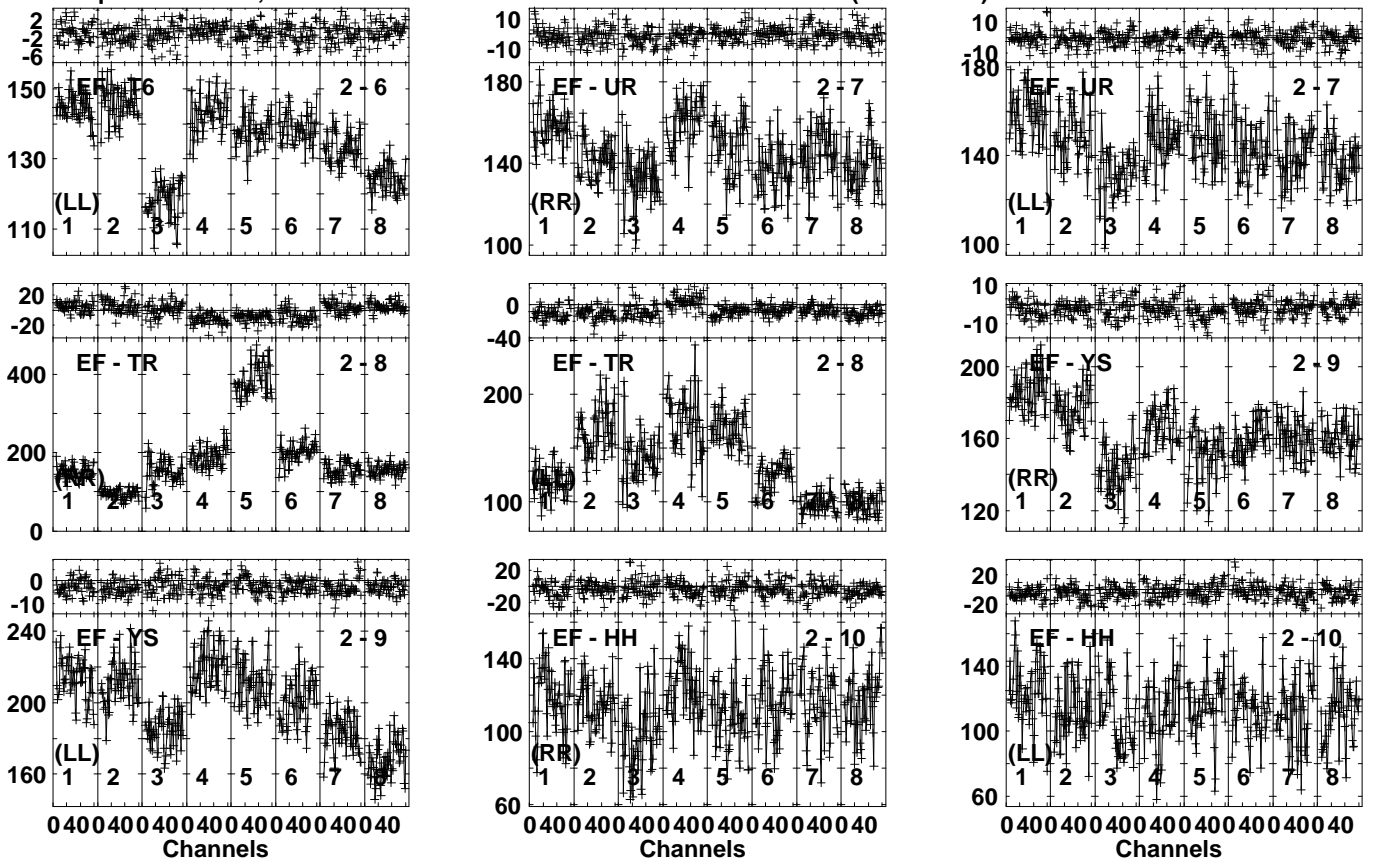 2 10 10
-2 -10 -10
-6
150 EF - T6 2 - 6 180 EF - UR 2 - 7 180 EF - UR 2 - 7
130 140 140
(LL) (RR) (LL)
110 1 2 3 4 5 6 7 8 100 1 2 3 4 5 6 7 8 100 1 2 3 4 5 6 7 8
20 0 10
-20 -40 -10
EF - TR 2 - 8 EF - TR 2 - 8 EF - YS 2 - 9
400 200 200
200 160
(RR) (LL) (RR)
1 2 3 4 5 6 7 8 100 1 2 3 4 5 6 7 8 1 2 3 4 5 6 7 8
0 120
0 20 20
-10 -20 -20
240 EF - YS 2 - 9 EF - HH 2 - 10 EF - HH 2 - 10
140 140
200 100 100
(LL) (RR) (LL)
160 1 2 3 4 5 6 7 8 1 2 3 4 5 6 7 8 1 2 3 4 5 6 7 8
60 60
0 40 0 40 0 40 0 40 0 40 0 40 0 40 0 40 0 40 0 40 0 40 0 40 0 40 0 40 0 40 0 40 0 40 0 40 0 40 0 40 0 40 0 40 0 40 0 40
Channels Channels Channels